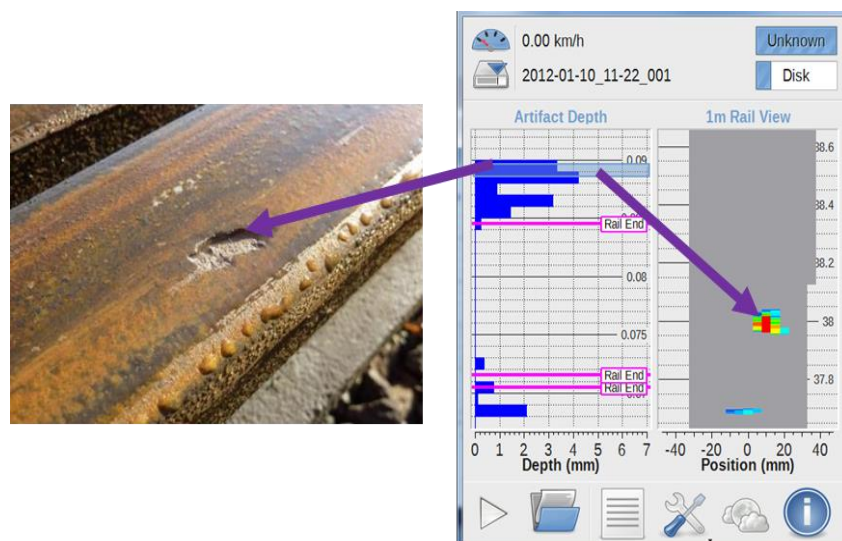 0.00 km/h
Unknown
2012-01-10_11-22_001
Disk
Artifact Depth
1m Rail View
0.09
Rail End
0.08
0.075
Rail End
Rail End
0 1 2 3 4 5 6 7
Depth (mm)
38.6
38.4
38.2
38
37.8
-40 -20 0 20 40
Position (mm)